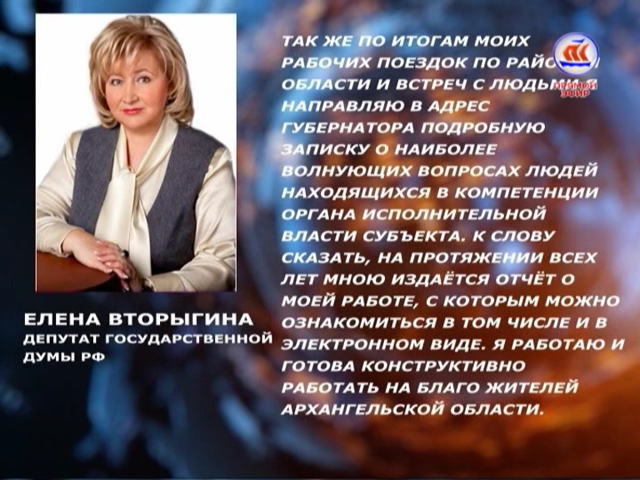 ТАК ЖЕ ПО ИТОГАМ МОИХ
РАБОЧИХ ПОЕЗДОК ПО
ОБЛАСТИ И ВСТРЕЧ С
НАПРАВЛЯЮ В АДРЕС
ГУБЕРНАТОРА ПОДРОБНУЮ
ЗАПИСКУ О НАИБОЛЕЕ
ВОЛНУЮЩИХ ВОПРОСАХ ЛЮДЕЙ
НАХОДЯЩИХСЯ В КОМПЕТЕНЦИИ
ОРГАНА ИСПОЛНИТЕЛЬНОЙ
ВЛАСТИ СУБЪЕКТА. К СЛОВУ
СКАЗАТЬ, НА ПРОТЯЖЕНИИ ВСЕХ
ЛЕТ МНОЮ ИЗДАЁТСЯ ОТЧЁТ О
МОЕЙ РАБОТЕ, С КОТОРЫМ МОЖНО
ОЗНАКОМИТЬСЯ В ТОМ ЧИСЛЕ И В
ЭЛЕКТРОННОМ ВИДЕ. Я РАБОТАЮ И
ГОТОВА КОНСТРУКТИВНО
РАБОТАТЬ НА БЛАГО ЖИТЕЛЕЙ
АРХАНГЕЛЬСКОЙ ОБЛАСТИ.
ПРЯМОЙ
ЭФИР
ЕЛЕНА ВТОРЫГИНА
ДЕПУТАТ ГОСУДАРСТВЕННОЙ
ДУМЫ РФ